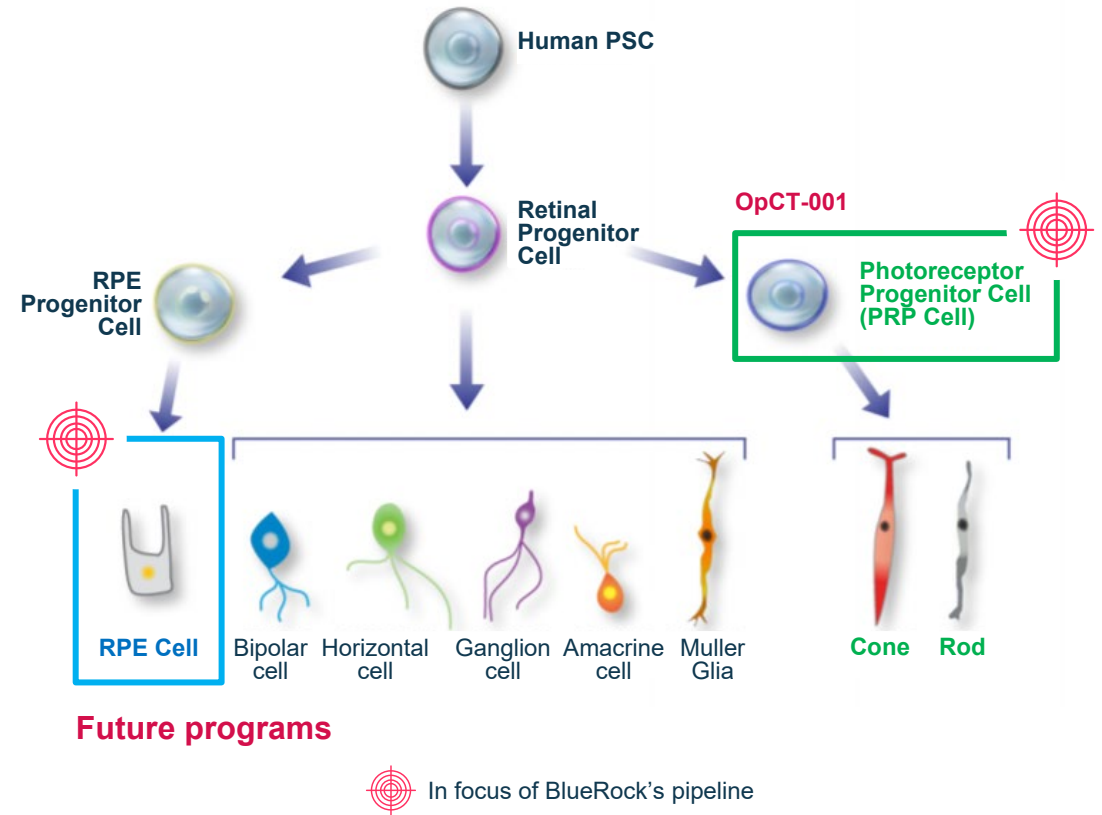 Human PSC
Retinal
Progenitor
Cell
OpCT-001
Photoreceptor
Progenitor Cell
(PRP Cell)
RPE
Progenitor
Cell
RPE Cell
Bipolar
cell
Horizontal
cell
Ganglion
cell
Amacrine
cell
Muller
Glia
Cone
Rod
Future programs
In focus of BlueRock’s pipeline